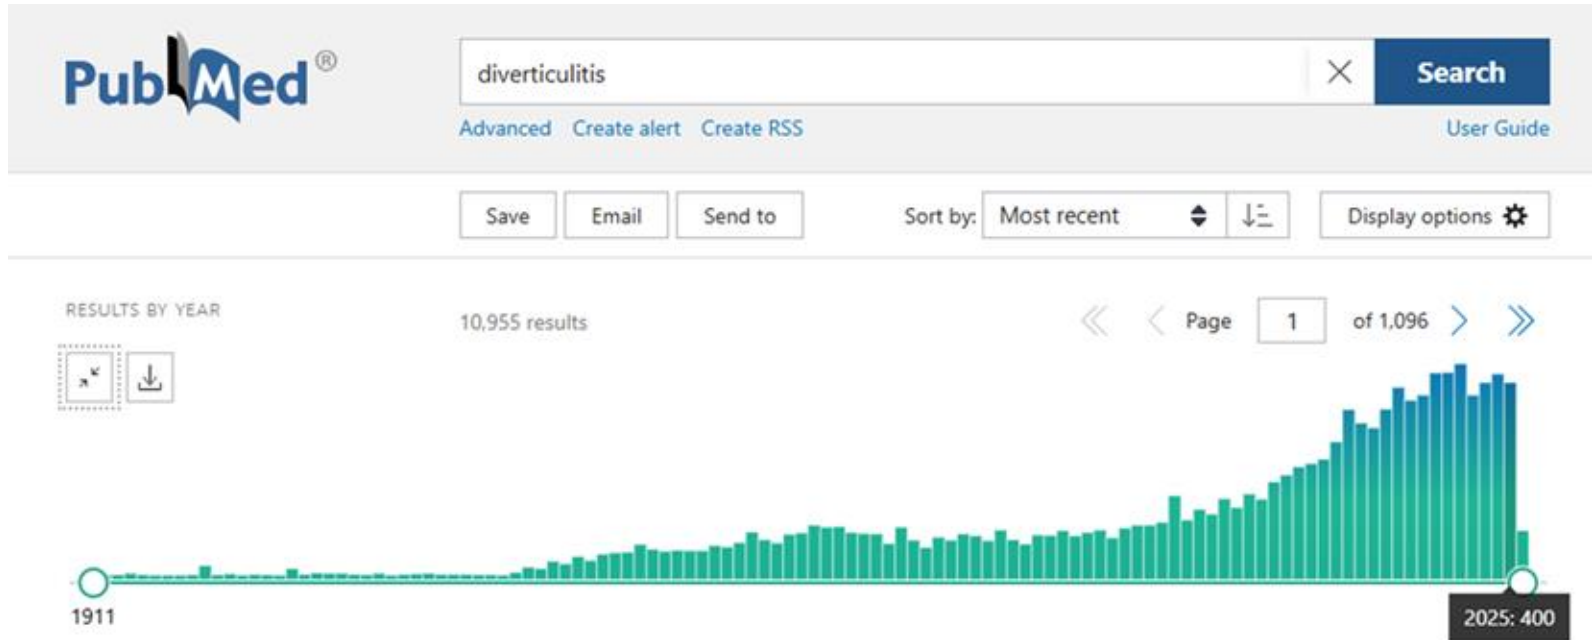 PubMed®
diverticulitis
Search
Advanced Create alert Create RSS
User Guide
Save Email Send to
Sort by: Most recent
Display options
RESULTS BY YEAR
10,955 results
Page 1 of 1,096
1911
2025: 400